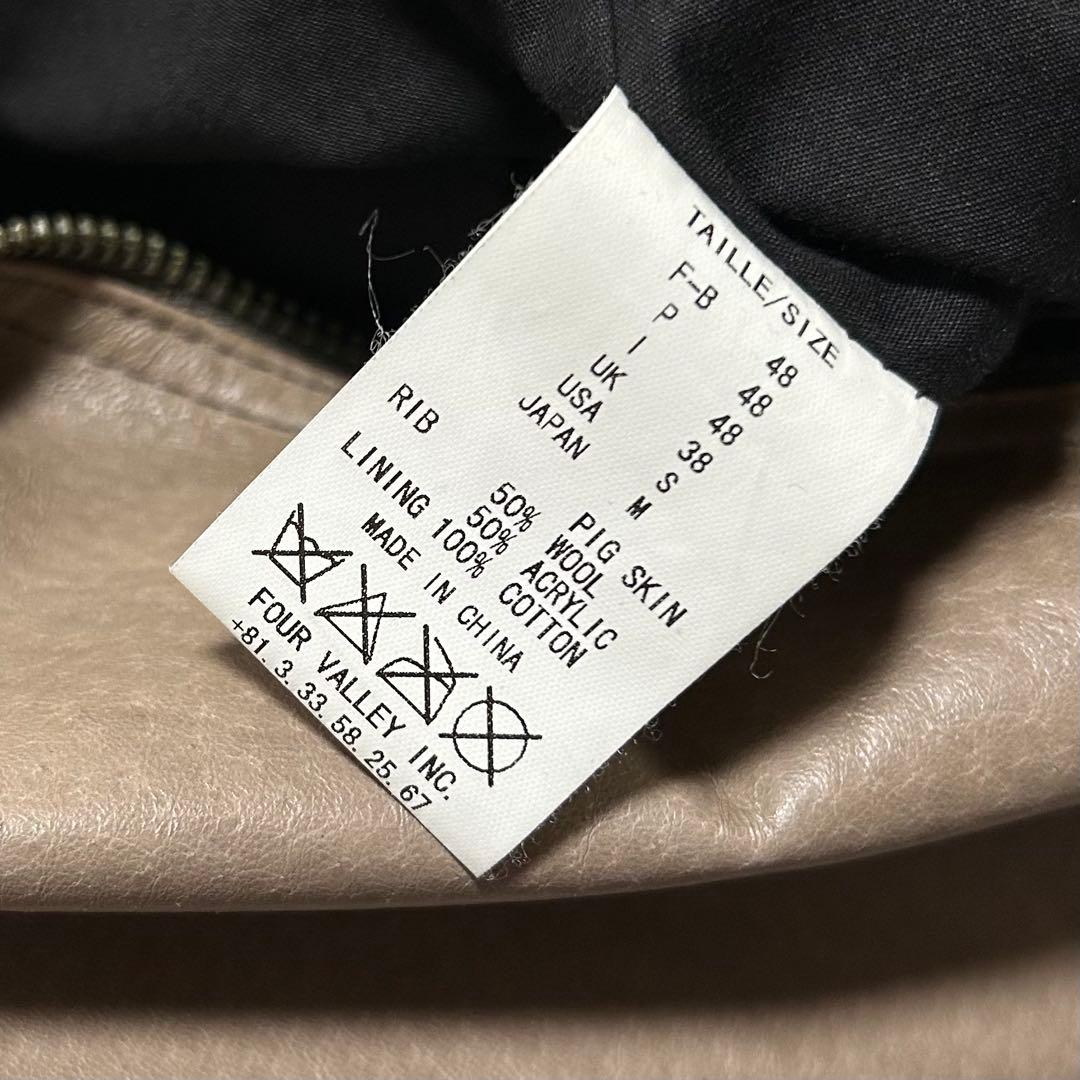 TAILLE/SIZE
F-B 48
P 48
I 48
UK 38
USA S
JAPAN M
PIG SKIN
RIB 50% WOOL
50% ACRYLIC
LINING 100% COTTON
MADE IN CHINA
FOUR VALLEY INC.
+81.3.33.58.25.67